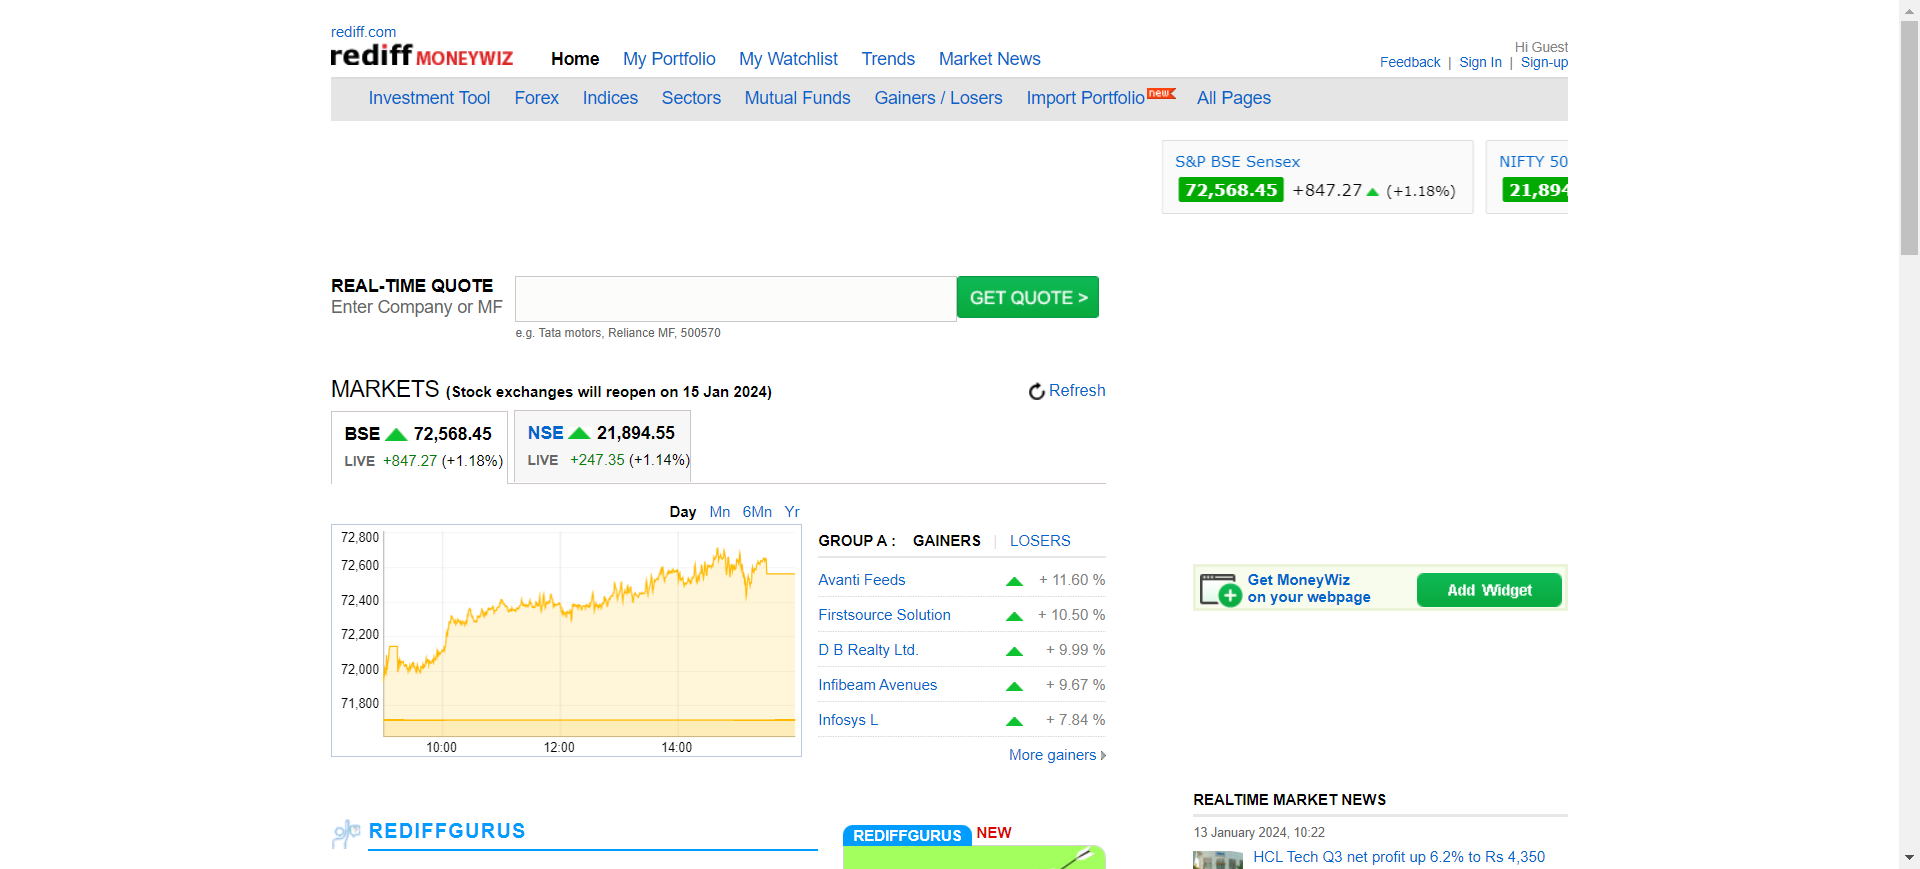 rediff.com
rediff MONEYWIZ
Home My Portfolio My Watchlist Trends Market News
Hi Guest
Feedback | Sign In | Sign-up
Investment Tool Forex Indices Sectors Mutual Funds Gainers / Losers Import Portfolio new All Pages
S&P BSE Sensex
72,568.45 +847.27 (+1.18%)
NIFTY 50
21,894
REAL-TIME QUOTE
Enter Company or MF
GET QUOTE >
e.g. Tata motors, Reliance MF, 500570
MARKETS (Stock exchanges will reopen on 15 Jan 2024)
Refresh
BSE 72,568.45
LIVE +847.27 (+1.18%)
NSE 21,894.55
LIVE +247.35 (+1.14%)
Day Mn 6Mn Yr
72,800
72,600
72,400
72,200
72,000
71,800
10:00 12:00 14:00
GROUP A : GAINERS | LOSERS
Avanti Feeds + 11.60 %
Firstsource Solution + 10.50 %
D B Realty Ltd. + 9.99 %
Infibeam Avenues + 9.67 %
Infosys L + 7.84 %
More gainers
Get MoneyWiz
on your webpage
Add Widget
REDIFFGURUS
REDIFFGURUS NEW
REALTIME MARKET NEWS
13 January 2024, 10:22
HCL Tech Q3 net profit up 6.2% to Rs 4,350